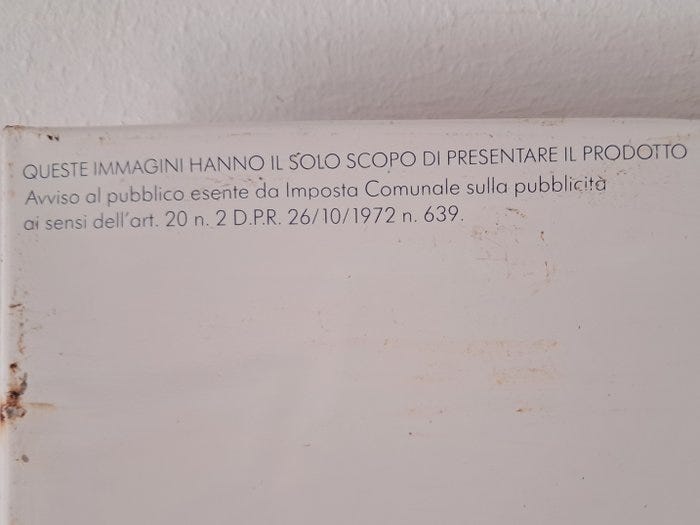 QUESTE IMMAGINI HANNO IL SOLO SCOPO DI PRESENTARE IL PRODOTTO
Avviso al pubblico esente da Imposta Comunale sulla pubblicità
ai sensi dell'art. 20 n. 2 D.P.R. 26/10/1972 n. 639.